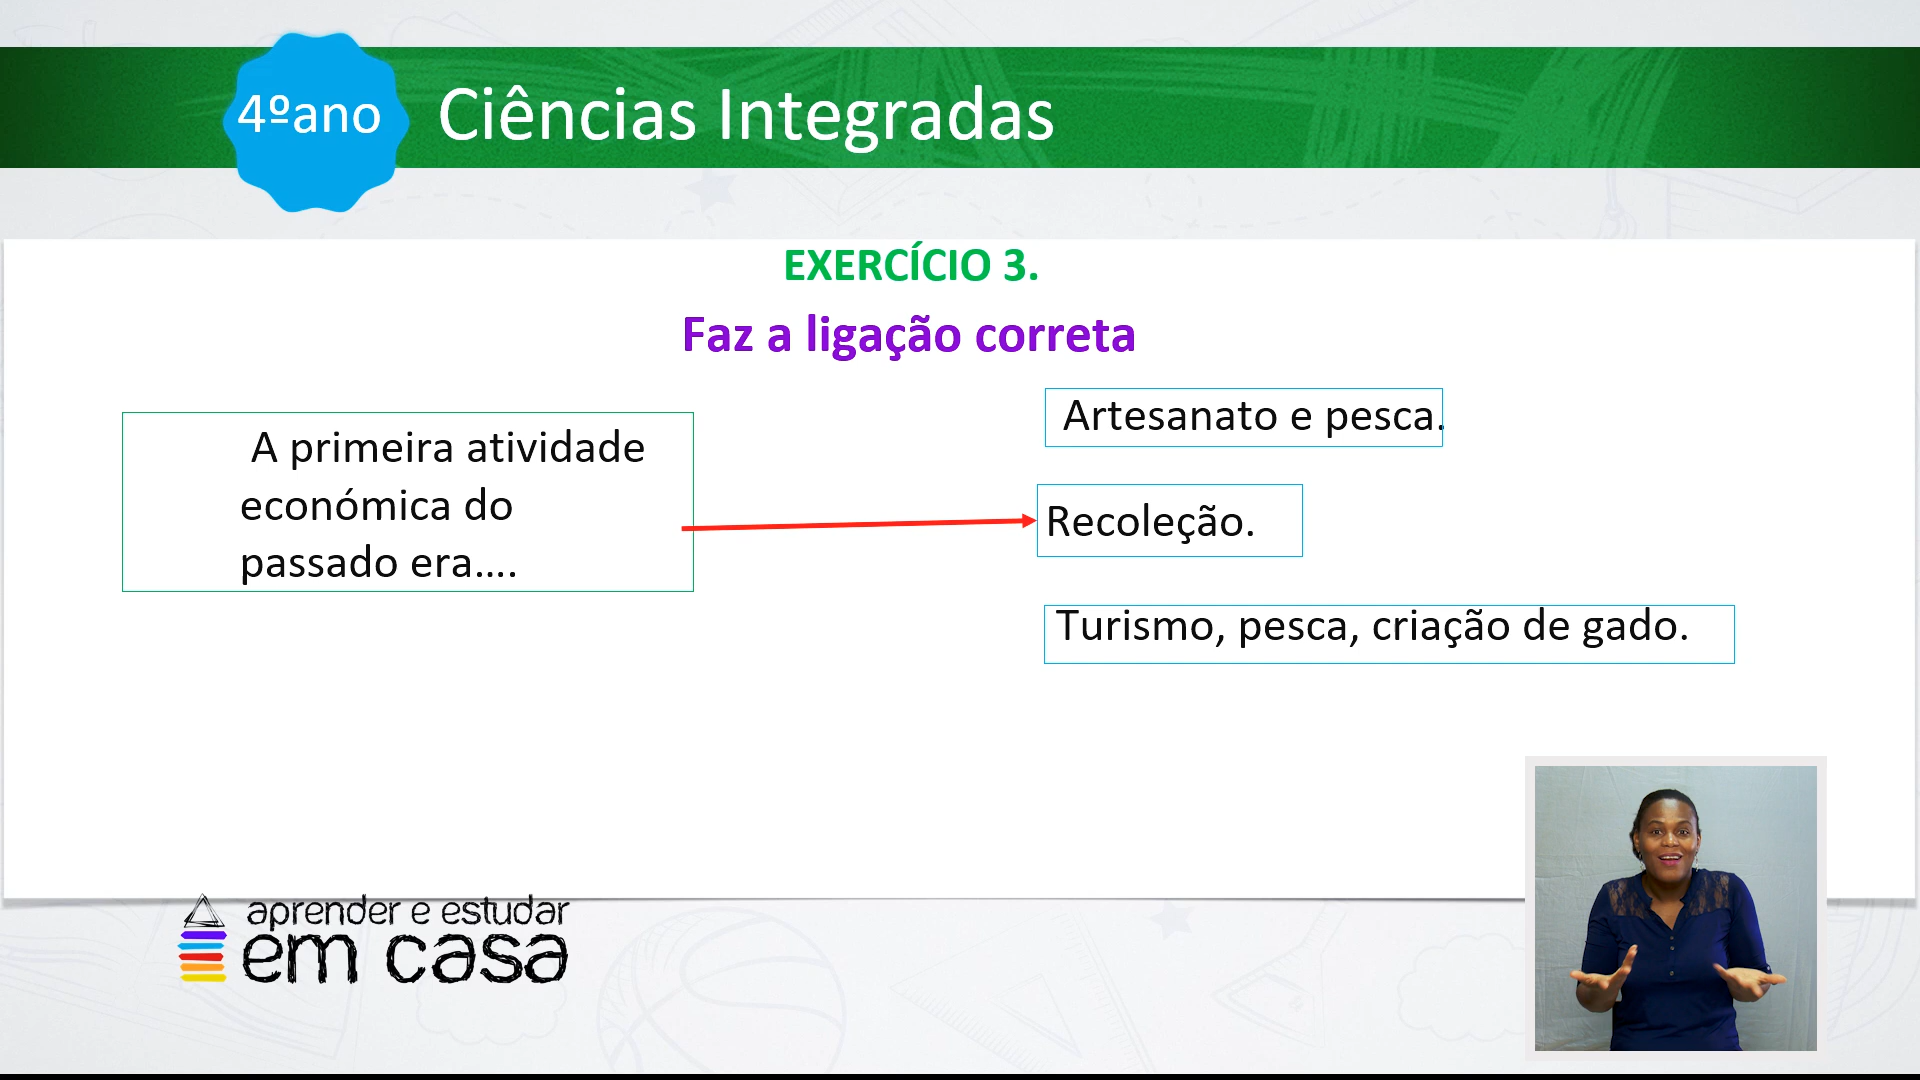 4ºano
Ciências Integradas
EXERCÍCIO 3.
Faz a ligação correta
A primeira atividade
económica do
passado era....
Artesanato e pesca.
Recoleção.
Turismo, pesca, criação de gado.
aprender e estudar
em casa